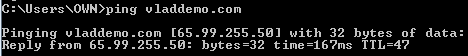 C:\Users\OWN>ping vladdemo.com
Pinging vladdemo.com [65.99.255.50] with 32 bytes of data:
Reply from 65.99.255.50: bytes=32 time=167ms TTL=47